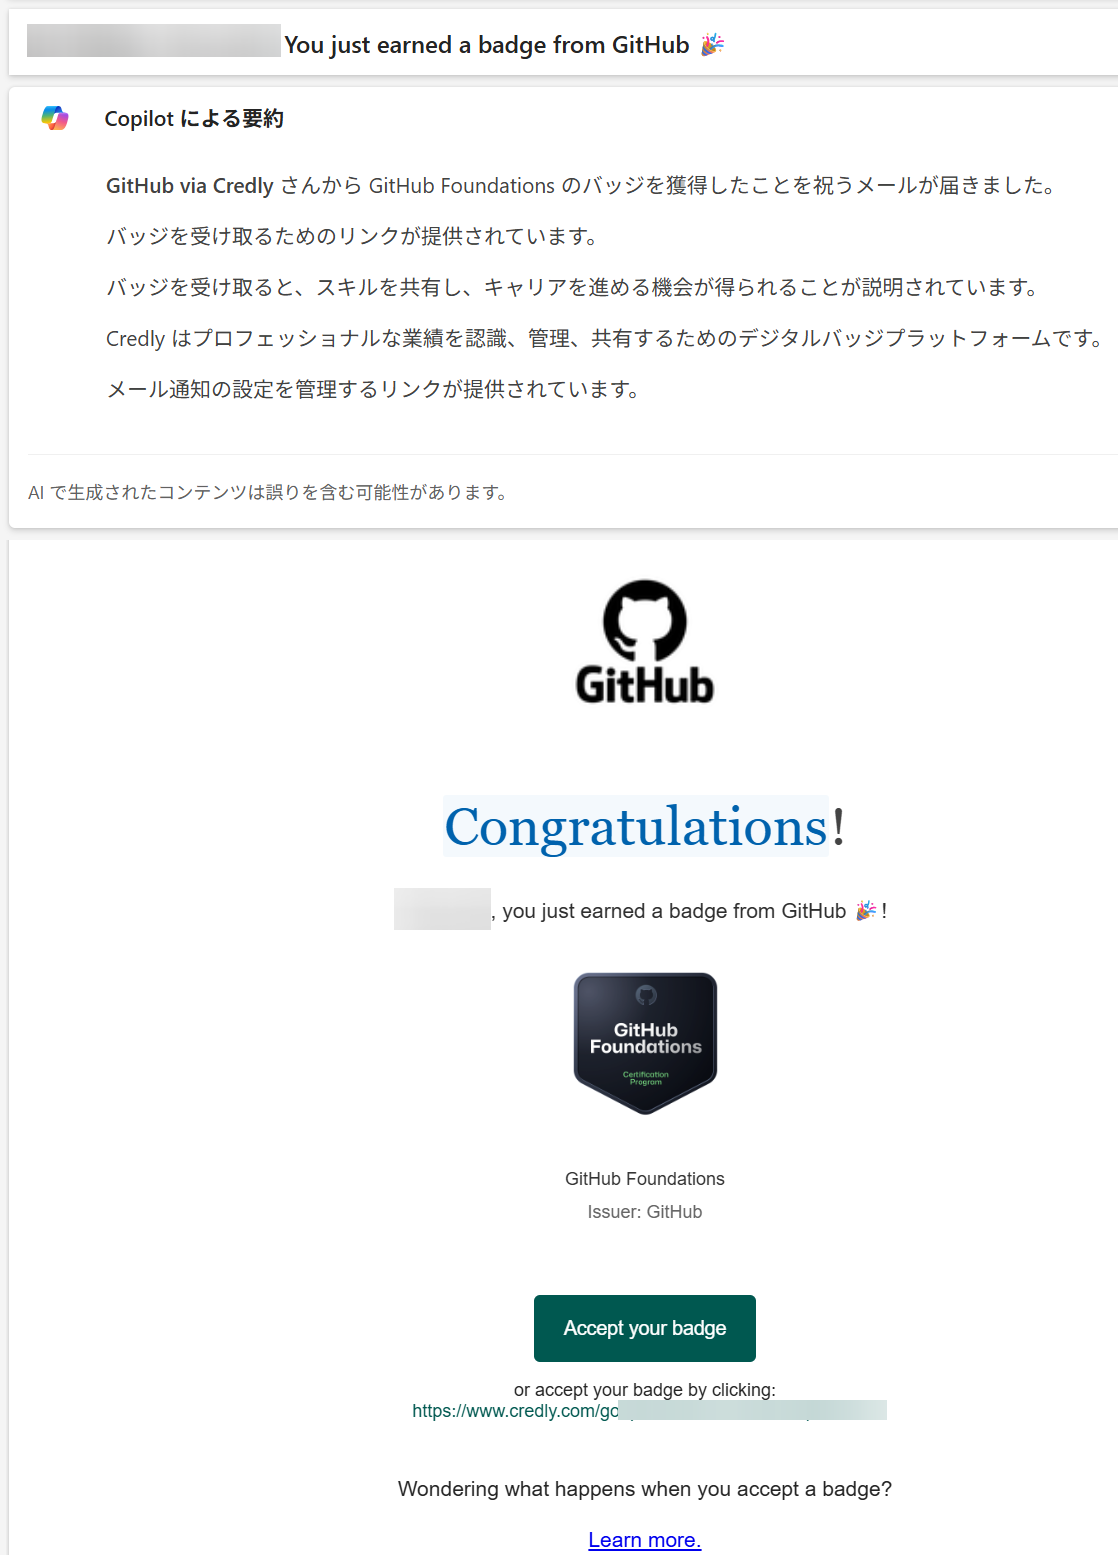 You just earned a badge from GitHub 🎉
Copilot による要約
GitHub via Credly さんから GitHub Foundations のバッジを獲得したことを祝うメールが届きました。
バッジを受け取るためのリンクが提供されています。
バッジを受け取ると、スキルを共有し、キャリアを進める機会が得られることが説明されています。
Credly はプロフェッショナルな業績を認識、管理、共有するためのデジタルバッジプラットフォームです。
メール通知の設定を管理するリンクが提供されています。
AI で生成されたコンテンツは誤りを含む可能性があります。
GitHub
Congratulations!
, you just earned a badge from GitHub 🎉!
GitHub
Foundations
Certification
Program
GitHub Foundations
Issuer: GitHub
Accept your badge
or accept your badge by clicking:
https://www.credly.com/go
Wondering what happens when you accept a badge?
Learn more.